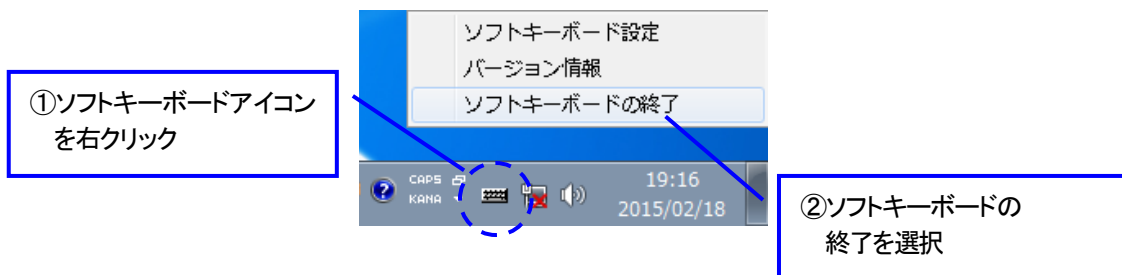 ソフトキーボード設定
バージョン情報
ソフトキーボードの終了
①ソフトキーボードアイコン
を右クリック
CAPS
KANA
19:16
2015/02/18
②ソフトキーボードの
終了を選択